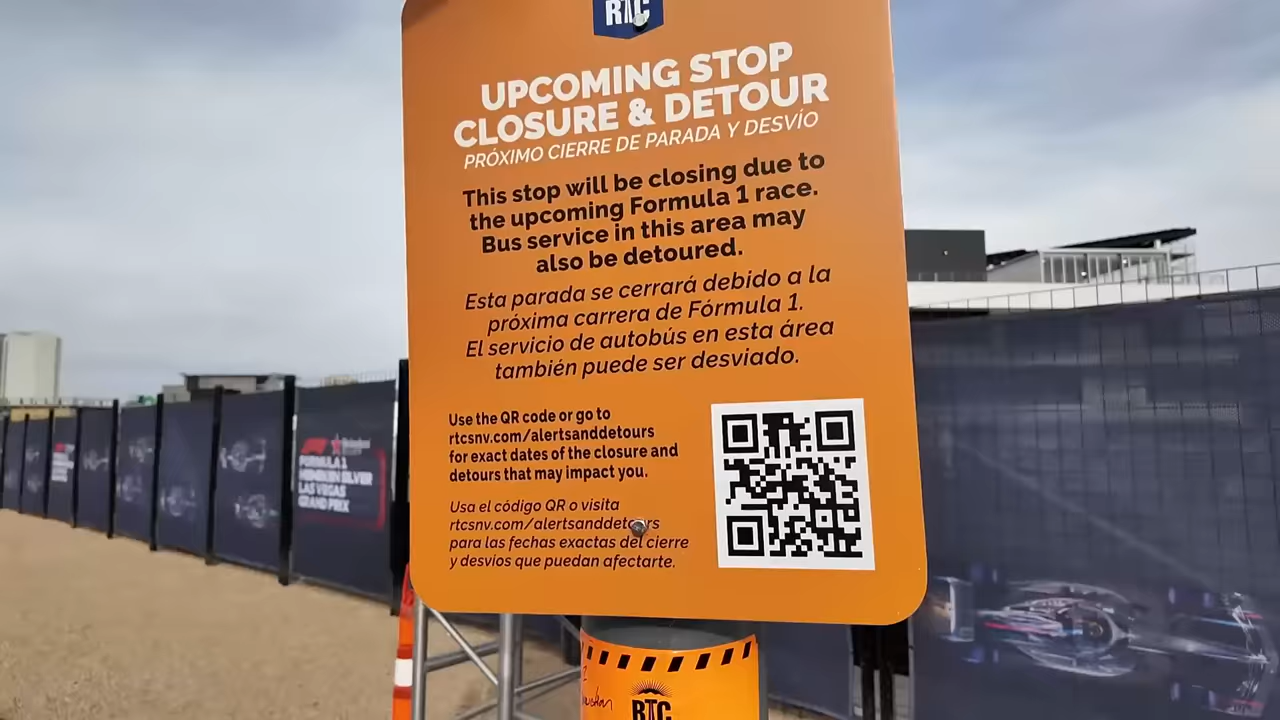 RTC
UPCOMING STOP
CLOSURE & DETOUR
PRÓXIMO CIERRE DE PARADA Y DESVÍO
This stop will be closing due to
the upcoming Formula 1 race.
Bus service in this area may
also be detoured.
Esta parada se cerrará debido a la
próxima carrera de Fórmula 1.
El servicio de autobús en esta área
también puede ser desviado.
Use the QR code or go to
rtcsnv.com/alertsanddetours
for exact dates of the closure and
detours that may impact you.
Usa el código QR o visita
rtcsnv.com/alertsanddetours
para las fechas exactas del cierre
y desvios que puedan afectarte.
FORMULA 1
HEINEKEN SILVER
LAS VEGAS
GRAND PRIX
RTC